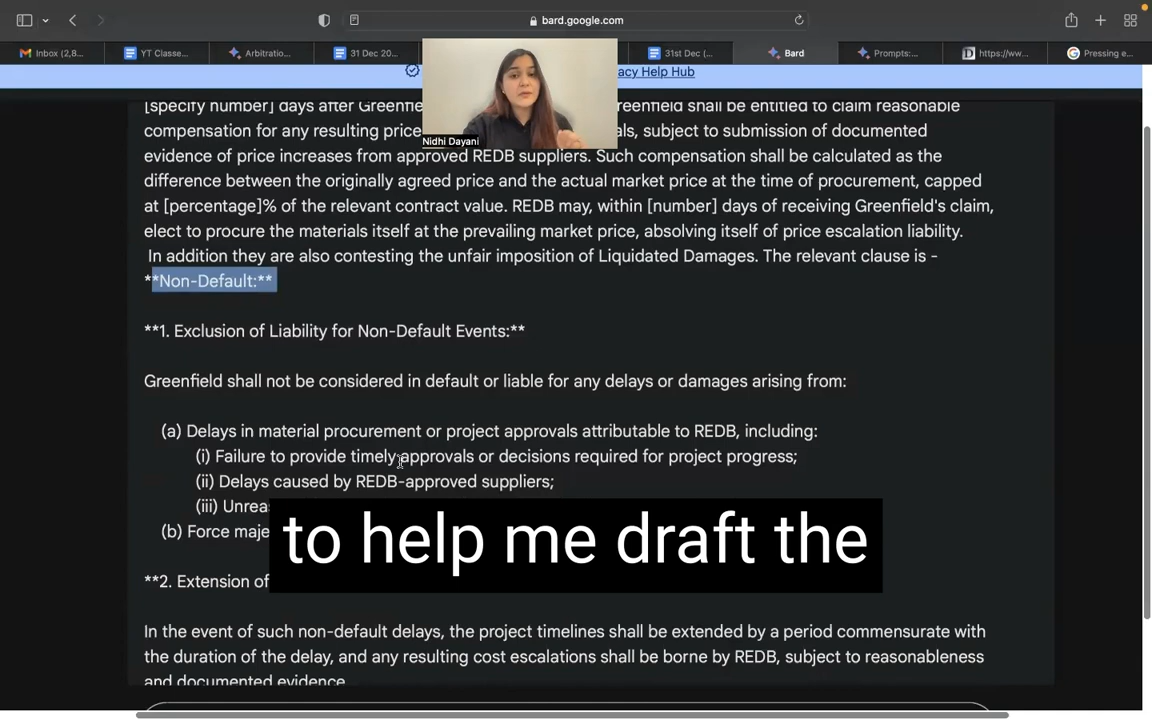 bard.google.com
Inbox (2,8...
YT Classe...
Arbitratio...
31 Dec 20...
31st Dec (...
Bard
Prompts:...
https://ww...
Pressing e...
acy Help Hub
[specify number] days after Greenfie
reenfield shall be entitled to claim reasonable
compensation for any resulting price
als, subject to submission of documented
Nidhi Dayani
evidence of price increases from approved REDB suppliers. Such compensation shall be calculated as the
difference between the originally agreed price and the actual market price at the time of procurement, capped
at [percentage]% of the relevant contract value. REDB may, within [number] days of receiving Greenfield's claim,
elect to procure the materials itself at the prevailing market price, absolving itself of price escalation liability.
In addition they are also contesting the unfair imposition of Liquidated Damages. The relevant clause is -
**Non-Default:**
**1. Exclusion of Liability for Non-Default Events:**
Greenfield shall not be considered in default or liable for any delays or damages arising from:
(a) Delays in material procurement or project approvals attributable to REDB, including:
(i) Failure to provide timely approvals or decisions required for project progress;
(ii) Delays caused by REDB-approved suppliers;
(iii) Unreas
(b) Force maje
to help me draft the
**2. Extension of
In the event of such non-default delays, the project timelines shall be extended by a period commensurate with
the duration of the delay, and any resulting cost escalations shall be borne by REDB, subject to reasonableness
and documented evidence.